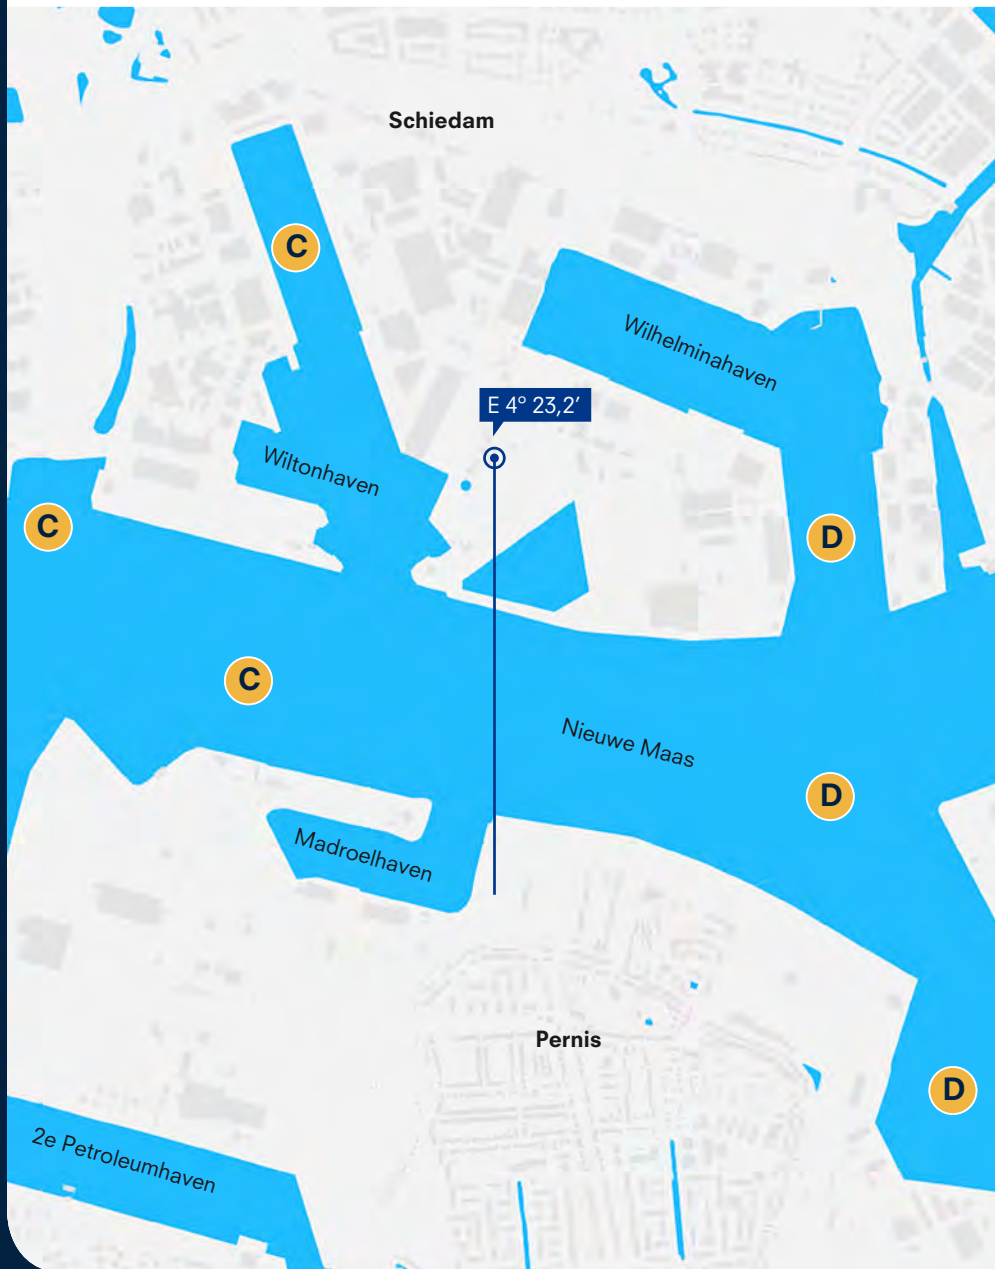 Schiedam
C
Wilhelminahaven
E 4° 23,2′
Wiltonhaven
C
D
C
Nieuwe Maas
D
Madroelhaven
Pernis
D
2e Petroleumhaven